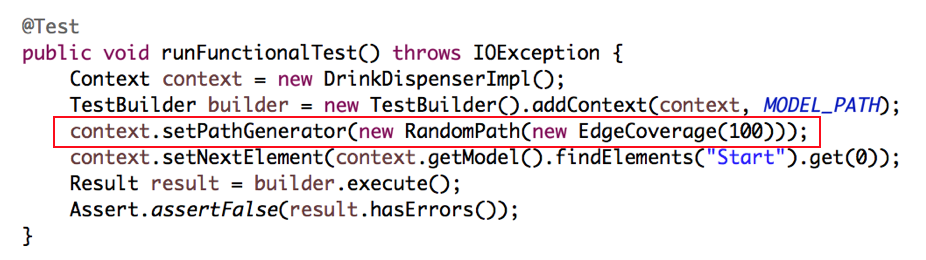 @Test
public void runFunctionalTest() throws IOException {
    Context context = new DrinkDispenserImpl();
    TestBuilder builder = new TestBuilder().addContext(context, MODEL_PATH);
    context.setPathGenerator(new RandomPath(new EdgeCoverage(100)));
    context.setNextElement(context.getModel().findElements("Start").get(0));
    Result result = builder.execute();
    Assert.assertFalse(result.hasErrors());
}